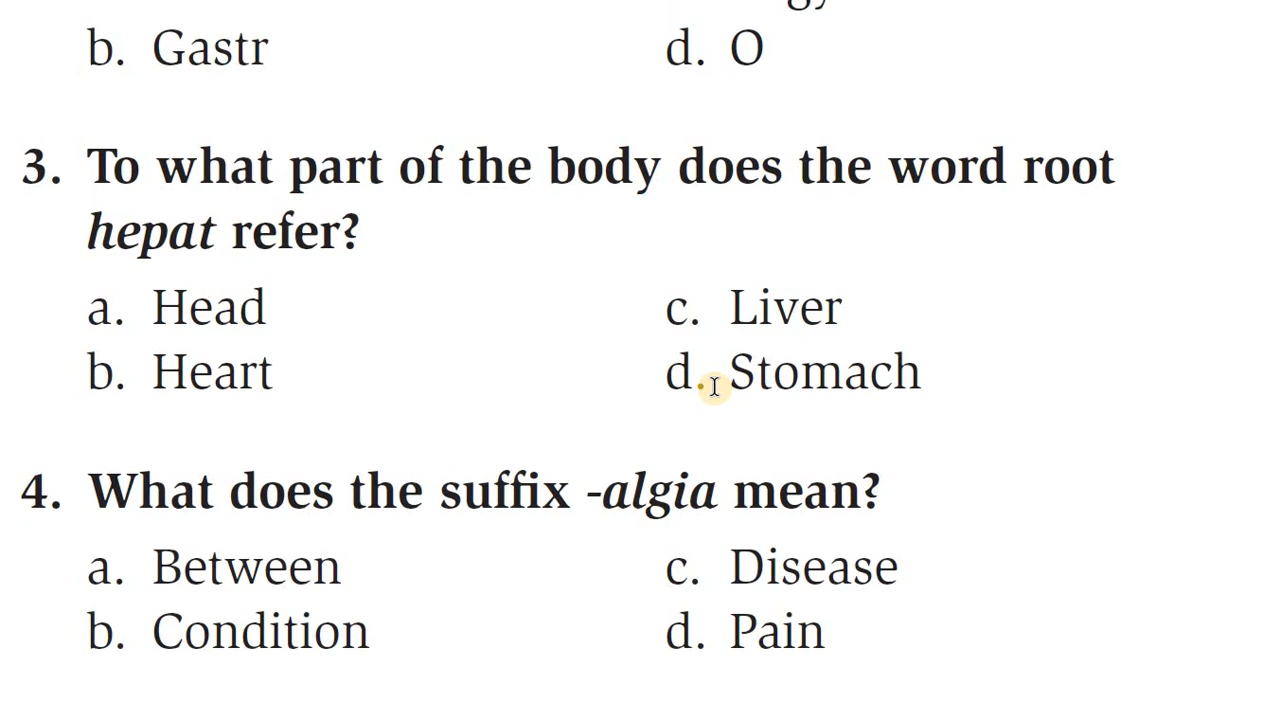 b. Gastr
d. O
3. To what part of the body does the word root
hepat refer?
a. Head
c. Liver
b. Heart
d. Stomach
4. What does the suffix -algia mean?
a. Between
c. Disease
b. Condition
d. Pain